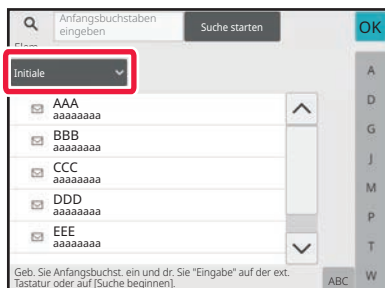 Anfangsbuchstaben
eingeben
Suche starten
OK
Initiale
A
D
G
J
M
P
T
W
AAA
aaaaaaaa
BBB
aaaaaaaa
CCC
aaaaaaaa
DDD
aaaaaaaa
EEE
aaaaaaaa
Geb. Sie Anfangsbuchst. ein und dr. Sie "Eingabe" auf der ext.
Tastatur oder auf [Suche beginnen].
ABC